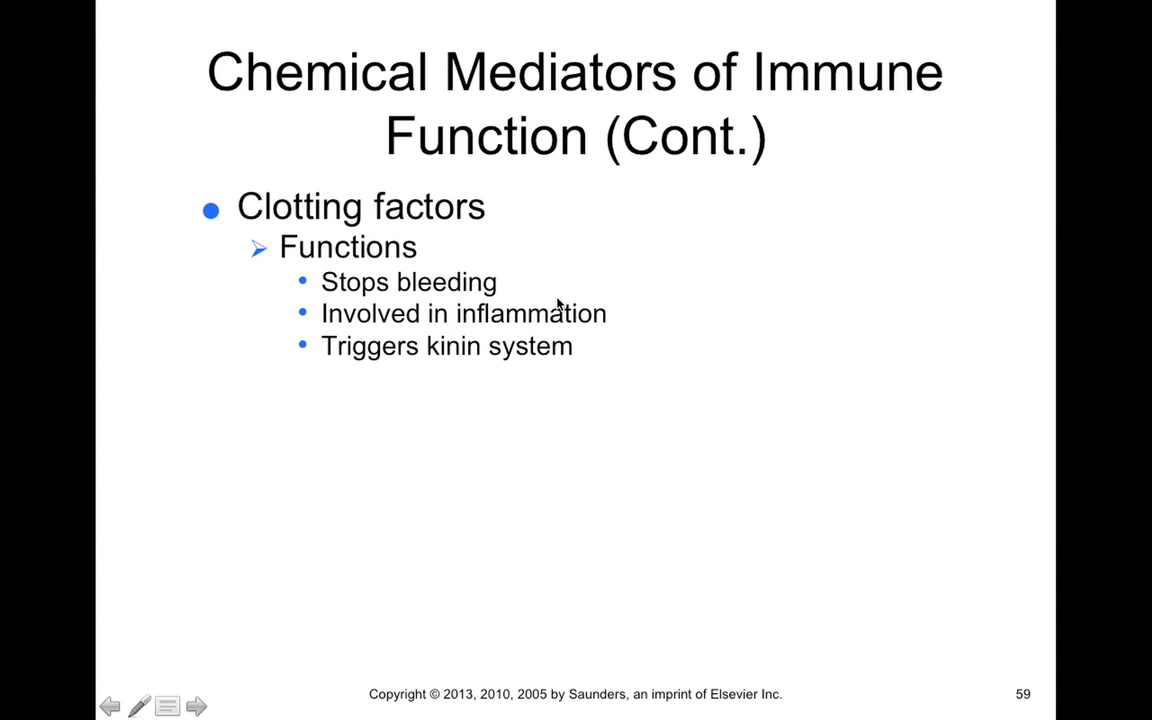 Chemical Mediators of Immune
Function (Cont.)
Clotting factors
Functions
Stops bleeding
Involved in inflammation
Triggers kinin system
Copyright © 2013, 2010, 2005 by Saunders, an imprint of Elsevier Inc.
59